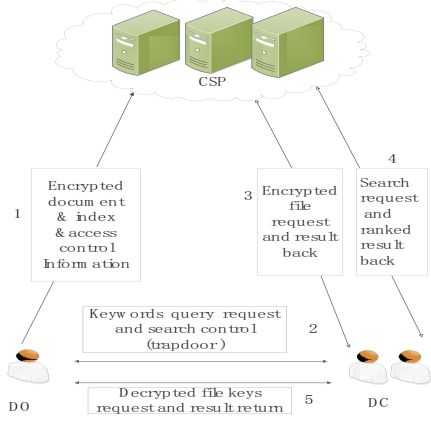 CSP
4
1
Encrypted
document
& index
& access
control
Information
3
Encrypted
file
request
and result
back
Search
request
and
ranked
result
back
Keywords query request
and search control
(trapdoor)
2
Decrypted file keys
request and result return
5
DO
DC